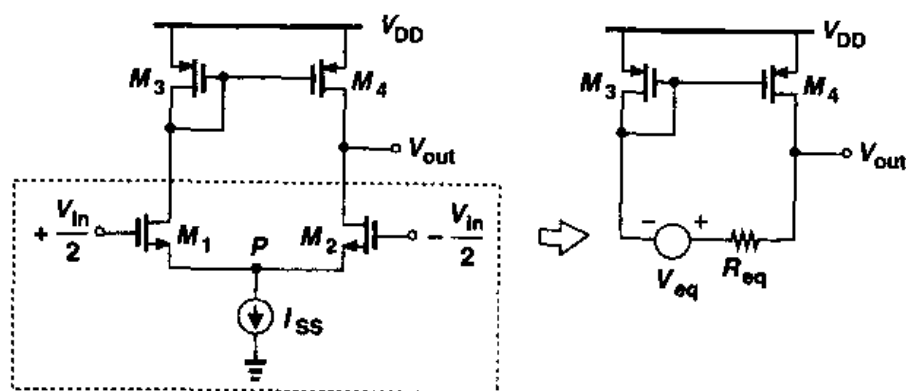 V_DD
M_3
M_4
V_out
+ V_in/2
M_1
P
M_2
- V_in/2
I_SS
V_DD
M_3
M_4
V_out
- +
V_eq
R_eq